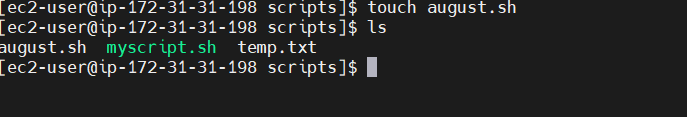 [ec2-user@ip-172-31-31-198 scripts]$ touch august.sh
[ec2-user@ip-172-31-31-198 scripts]$ ls
august.sh  myscript.sh  temp.txt
[ec2-user@ip-172-31-31-198 scripts]$